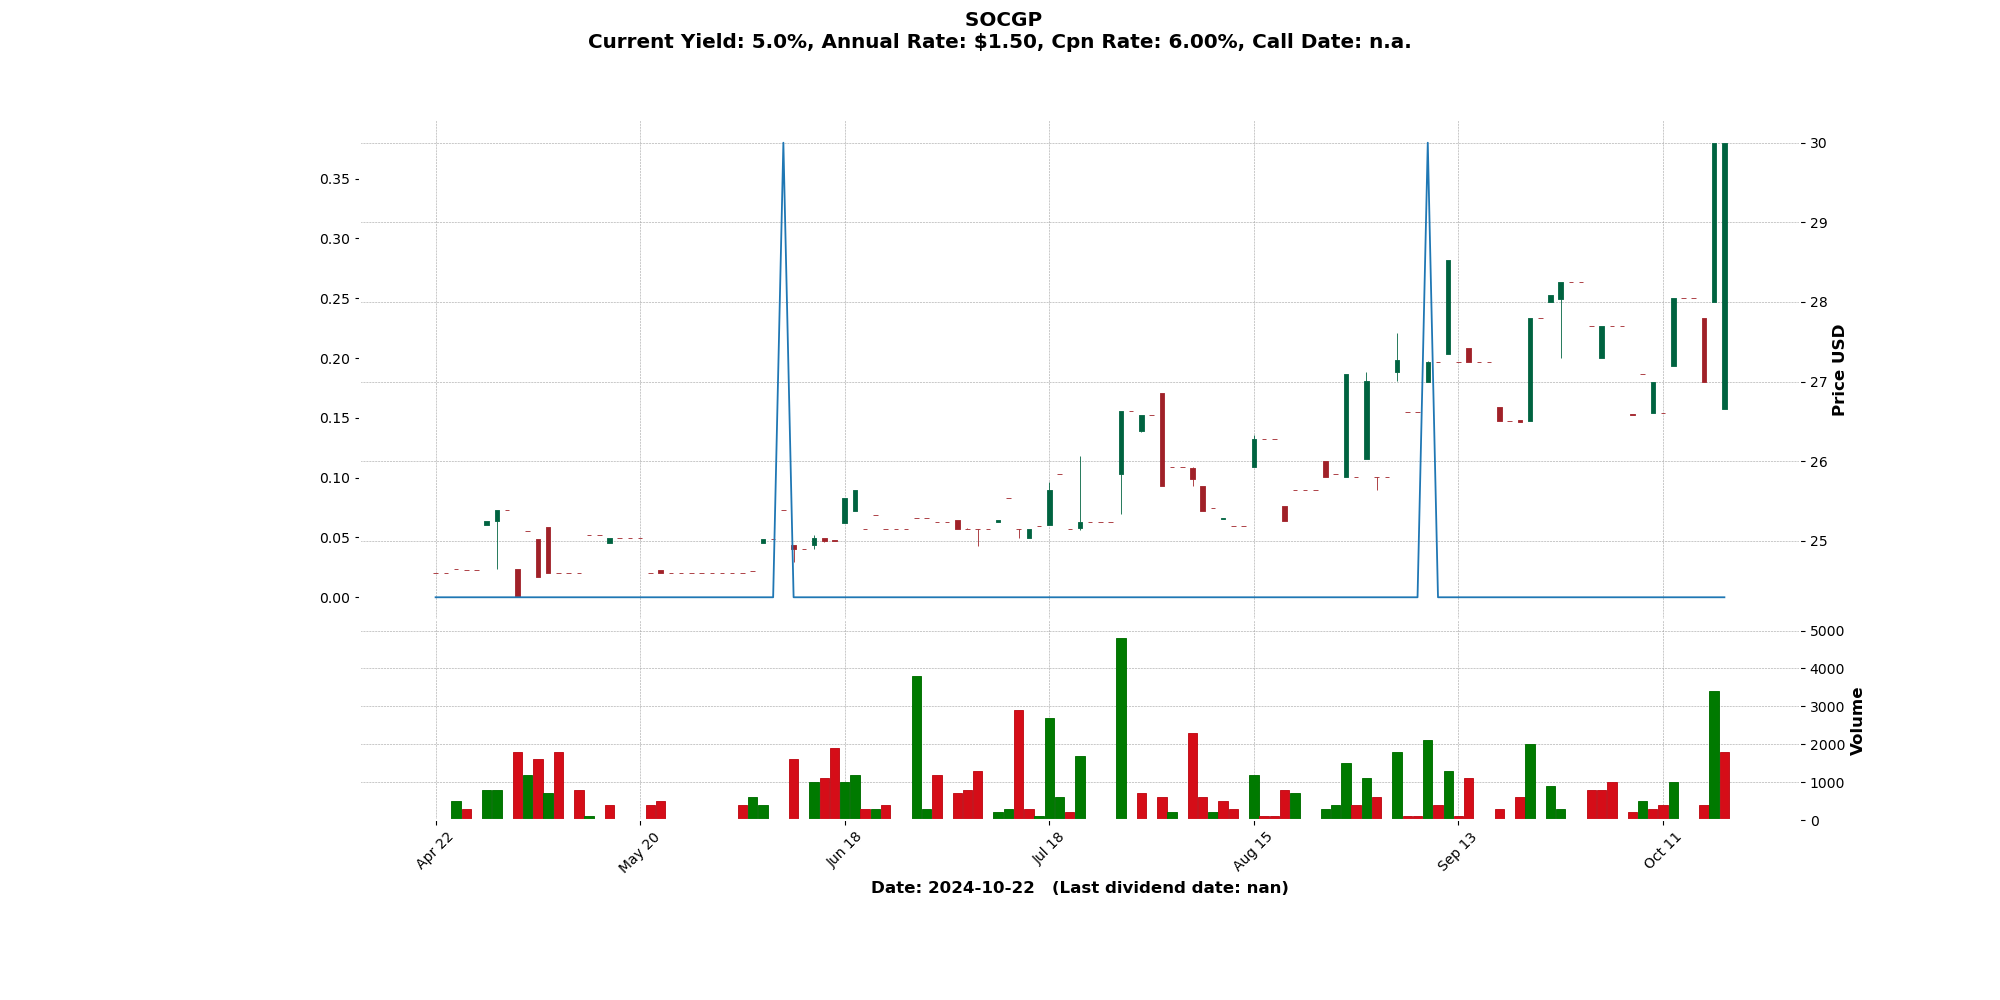 SOCGP
Current Yield: 5.0%, Annual Rate: $1.50, Cpn Rate: 6.00%, Call Date: n.a.
0.35
0.30
0.25
0.20
0.15
0.10
0.05
0.00
30
29
28
27
26
25
Price USD
5000
4000
3000
2000
1000
0
Volume
Apr 22
May 20
Jun 18
Jul 18
Aug 15
Sep 13
Oct 11
Date: 2024-10-22 (Last dividend date: nan)